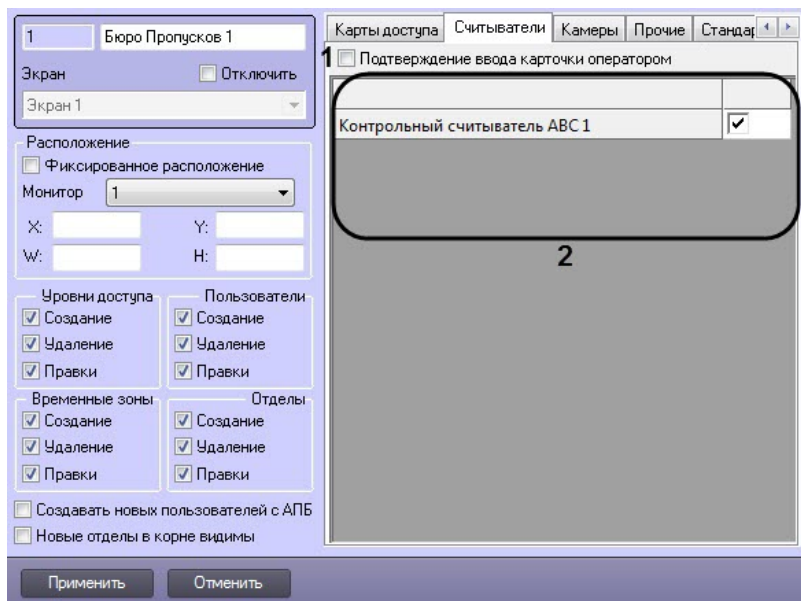 1 Бюро Пропусков 1
Экран Отключить
Экран 1
Расположение
Фиксированное расположение
Монитор 1
X: Y:
W: H:
Уровни доступа Пользователи
Создание Создание
Удаление Удаление
Правки Правки
Временные зоны Отделы
Создание Создание
Удаление Удаление
Правки Правки
Создавать новых пользователей с АПБ
Новые отделы в корне видимы
Карты доступа Считыватели Камеры Прочие Стандар
1 Подтверждение ввода карточки оператором
Контрольный считыватель ABC 1
2
Применить Отменить